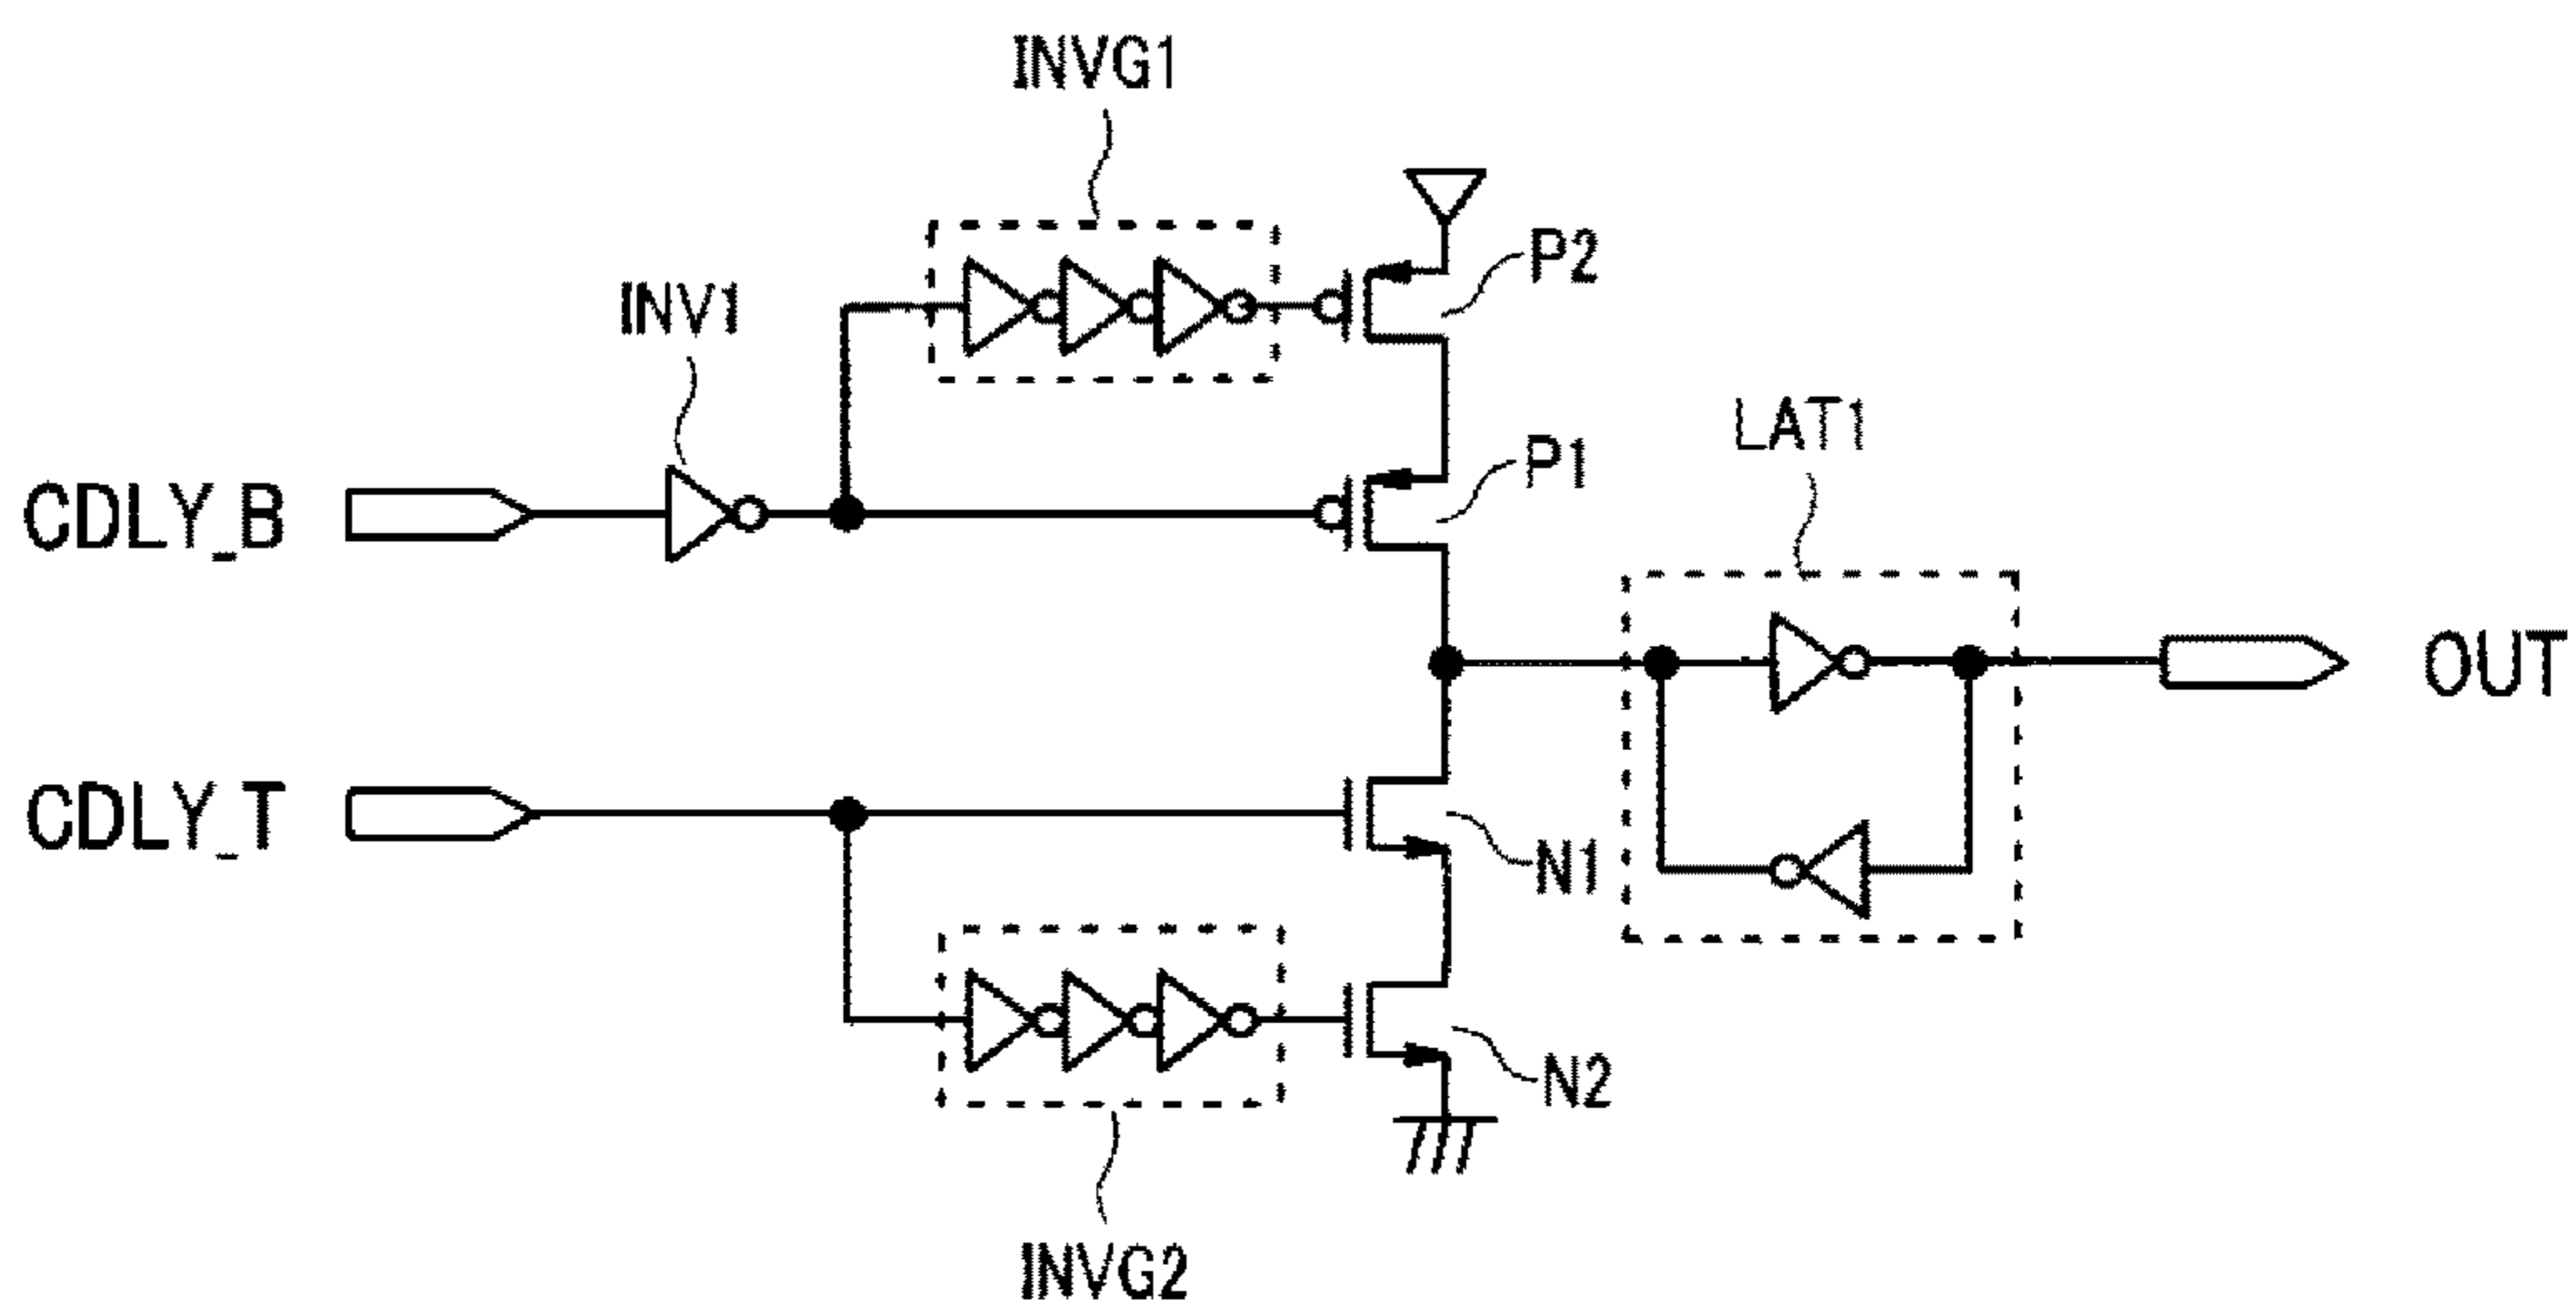 INVG1
P2
INV1
P1
LAT1
CDLY_B
OUT
CDLY_T
N1
N2
INVG2